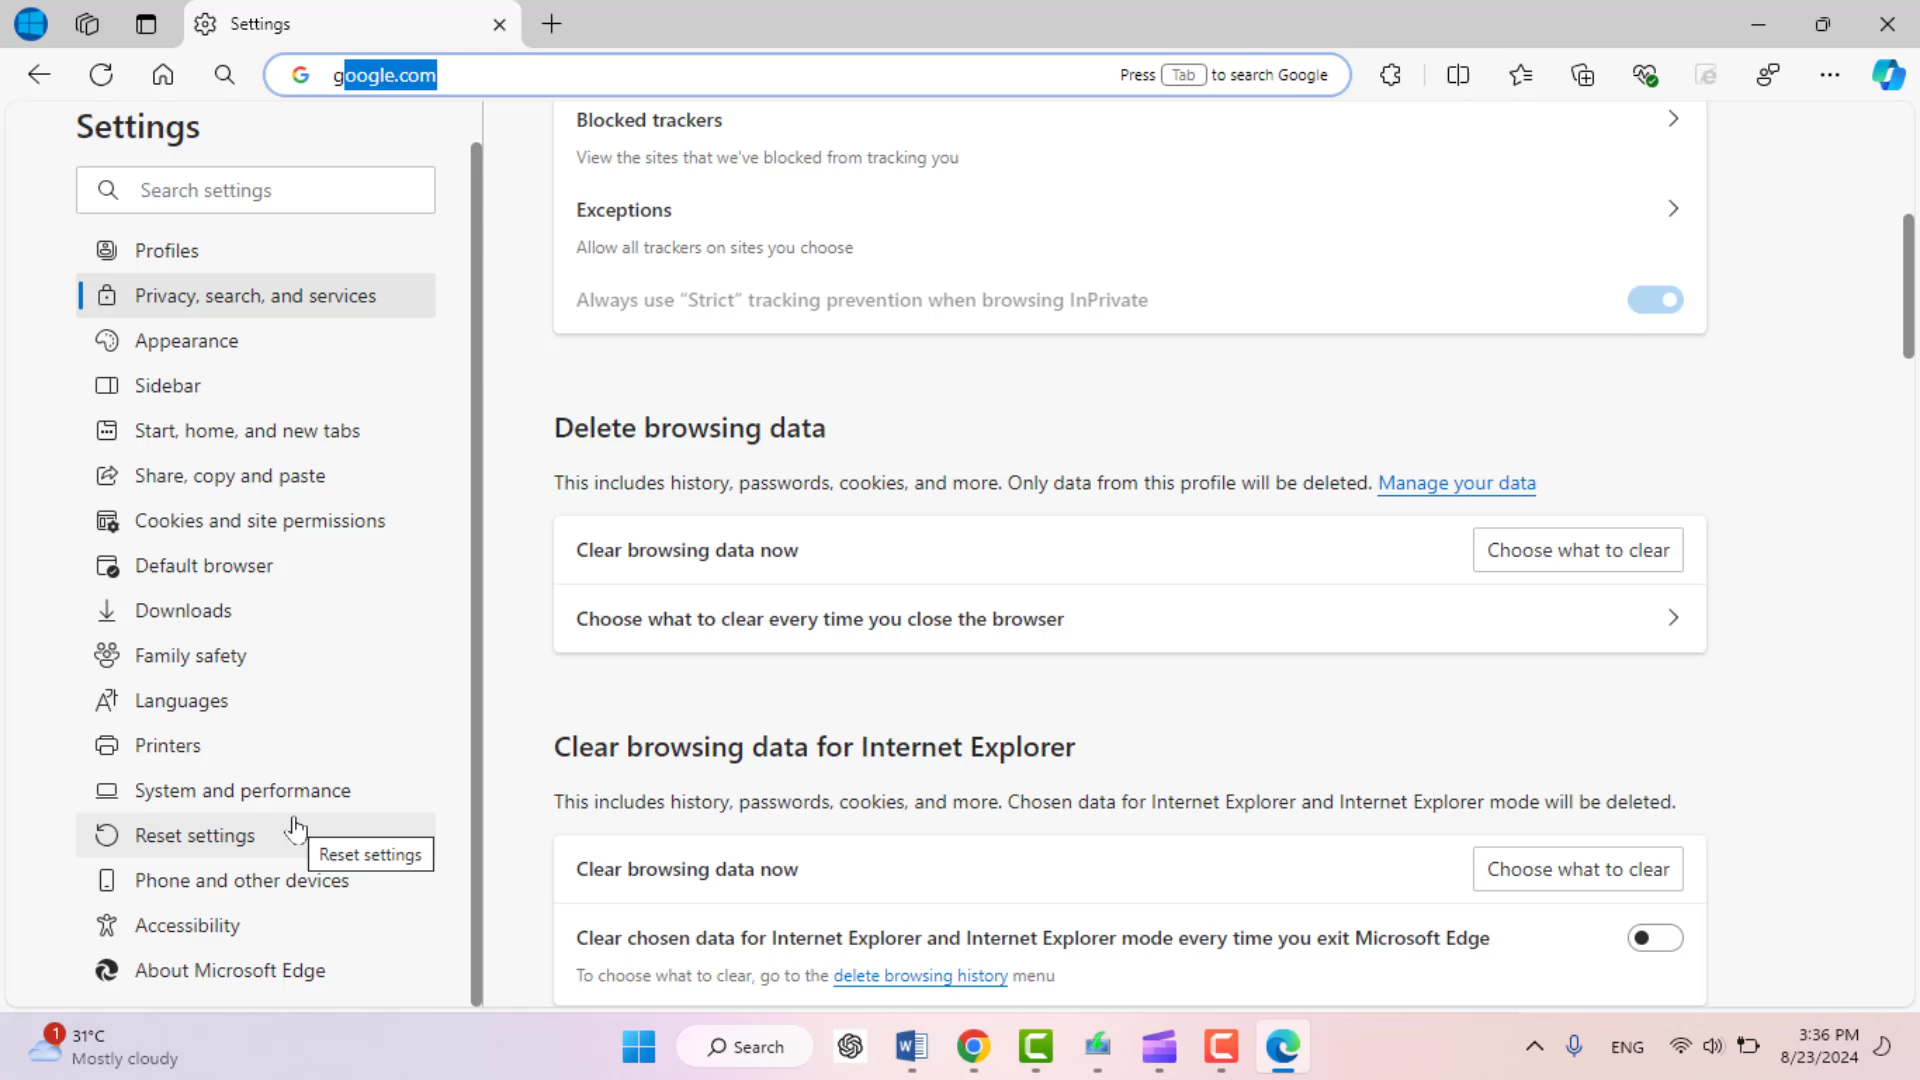 Settings
google.com
Press Tab to search Google
Settings
Search settings
Profiles
Privacy, search, and services
Appearance
Sidebar
Start, home, and new tabs
Share, copy and paste
Cookies and site permissions
Default browser
Downloads
Family safety
Languages
Printers
System and performance
Reset settings
Reset settings
Phone and other devices
Accessibility
About Microsoft Edge
Blocked trackers
View the sites that we've blocked from tracking you
Exceptions
Allow all trackers on sites you choose
Always use “Strict” tracking prevention when browsing InPrivate
Delete browsing data
This includes history, passwords, cookies, and more. Only data from this profile will be deleted. Manage your data
Clear browsing data now
Choose what to clear
Choose what to clear every time you close the browser
Clear browsing data for Internet Explorer
This includes history, passwords, cookies, and more. Chosen data for Internet Explorer and Internet Explorer mode will be deleted.
Clear browsing data now
Choose what to clear
Clear chosen data for Internet Explorer and Internet Explorer mode every time you exit Microsoft Edge
To choose what to clear, go to the delete browsing history menu
1
31°C
Mostly cloudy
Search
ENG
3:36 PM
8/23/2024